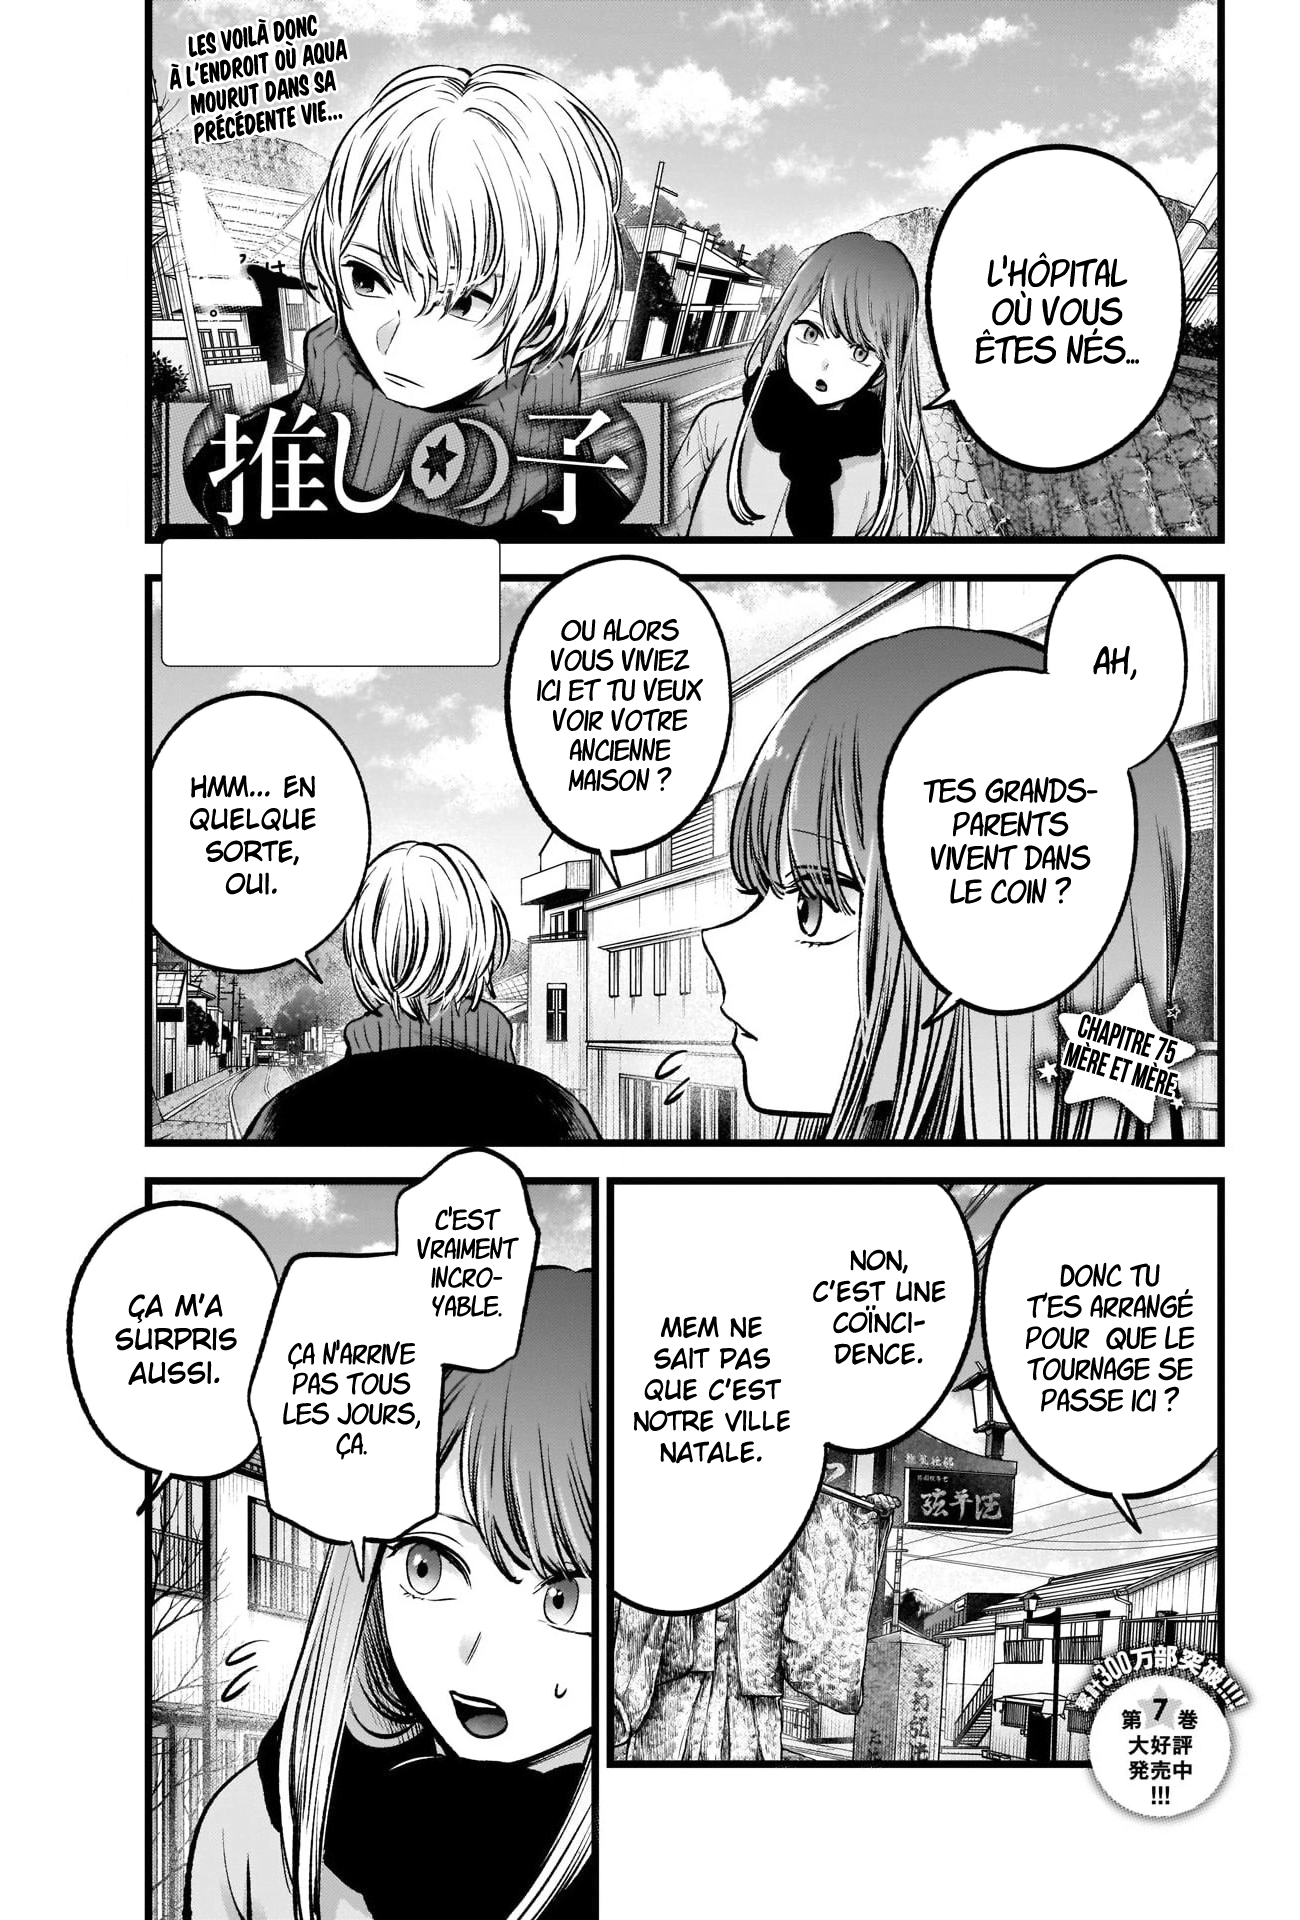 LES VOILÀ DONC
À L'ENDROIT OÙ AQUA
MOURUT DANS SA
PRÉCÉDENTE VIE...
L'HÔPITAL
OÙ VOUS
ÊTES NÉS...
【推しの子】
AH,
TES GRANDS-
PARENTS
VIVENT DANS
LE COIN ?
OU ALORS
VOUS VIVIEZ
ICI ET TU VEUX
VOIR VOTRE
ANCIENNE
MAISON ?
HMM... EN
QUELQUE
SORTE,
OUI.
CHAPITRE 75
MÈRE ET MÈRE
DONC TU
T'ES ARRANGÉ
POUR QUE LE
TOURNAGE SE
PASSE ICI ?
NON,
C'EST UNE
COÏNCI-
DENCE.
MEM NE
SAIT PAS
QUE C'EST
NOTRE VILLE
NATALE.
累計300万部突破!!!!
第7巻
大好評
発売中
!!!
C'EST
VRAIMENT
INCRO-
YABLE.
ÇA N'ARRIVE
PAS TOUS
LES JOURS,
ÇA.
ÇA M'A
SURPRIS
AUSSI.